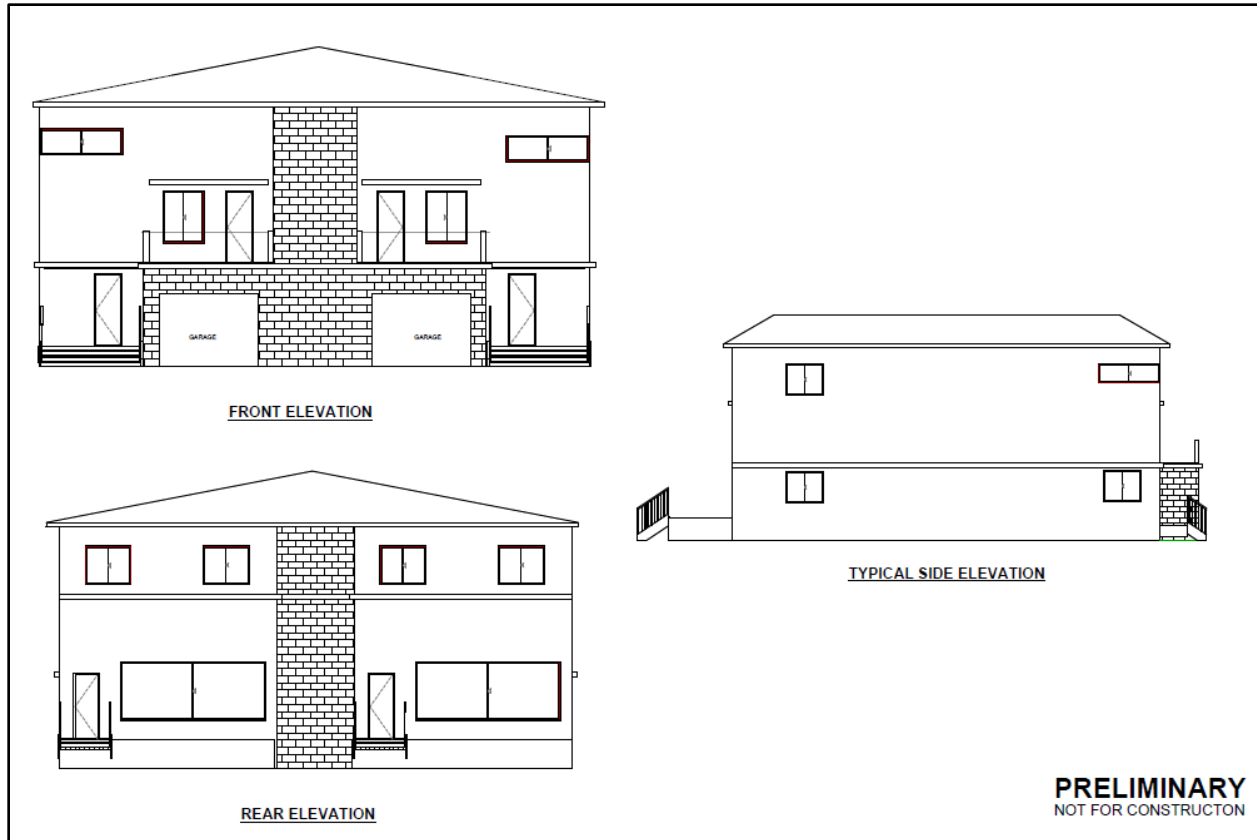 GARAGE
GARAGE
FRONT ELEVATION
TYPICAL SIDE ELEVATION
REAR ELEVATION
PRELIMINARY
NOT FOR CONSTRUCTON